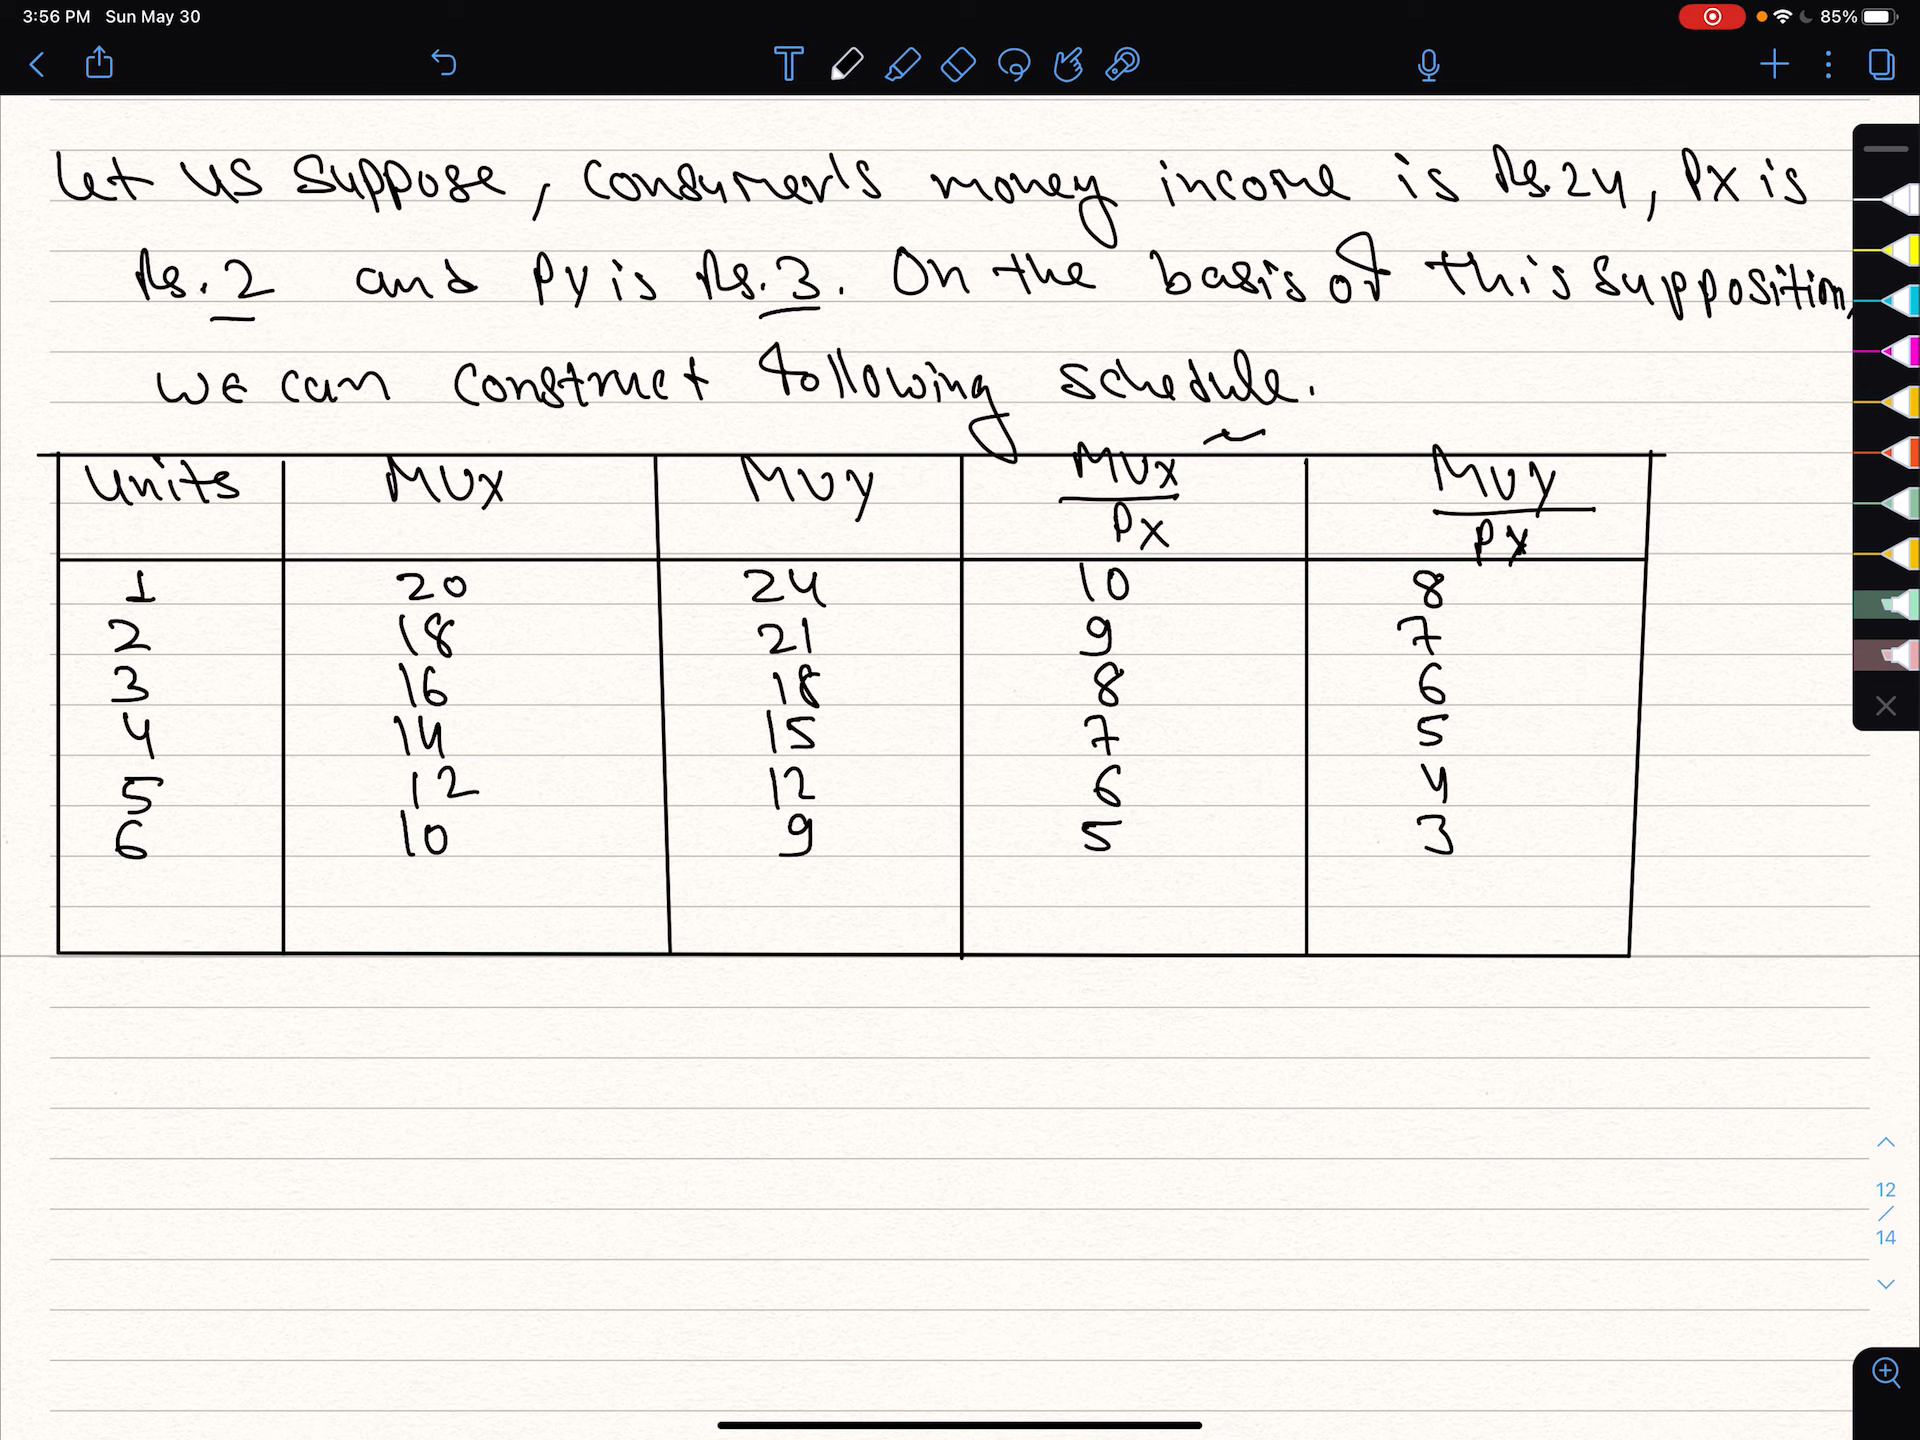 3:56 PM Sun May 30 85%
Let us suppose, consumer's money income is Rs.24, Px is
Rs.2 and Py is Rs.3. On the basis of this supposition,
we can construct following schedule.
Units MUx MUy MUx/Px MUy/Py
1 20 24 10 8
2 18 21 9 7
3 16 18 8 6
4 14 15 7 5
5 12 12 6 4
6 10 9 5 3
12
/
14